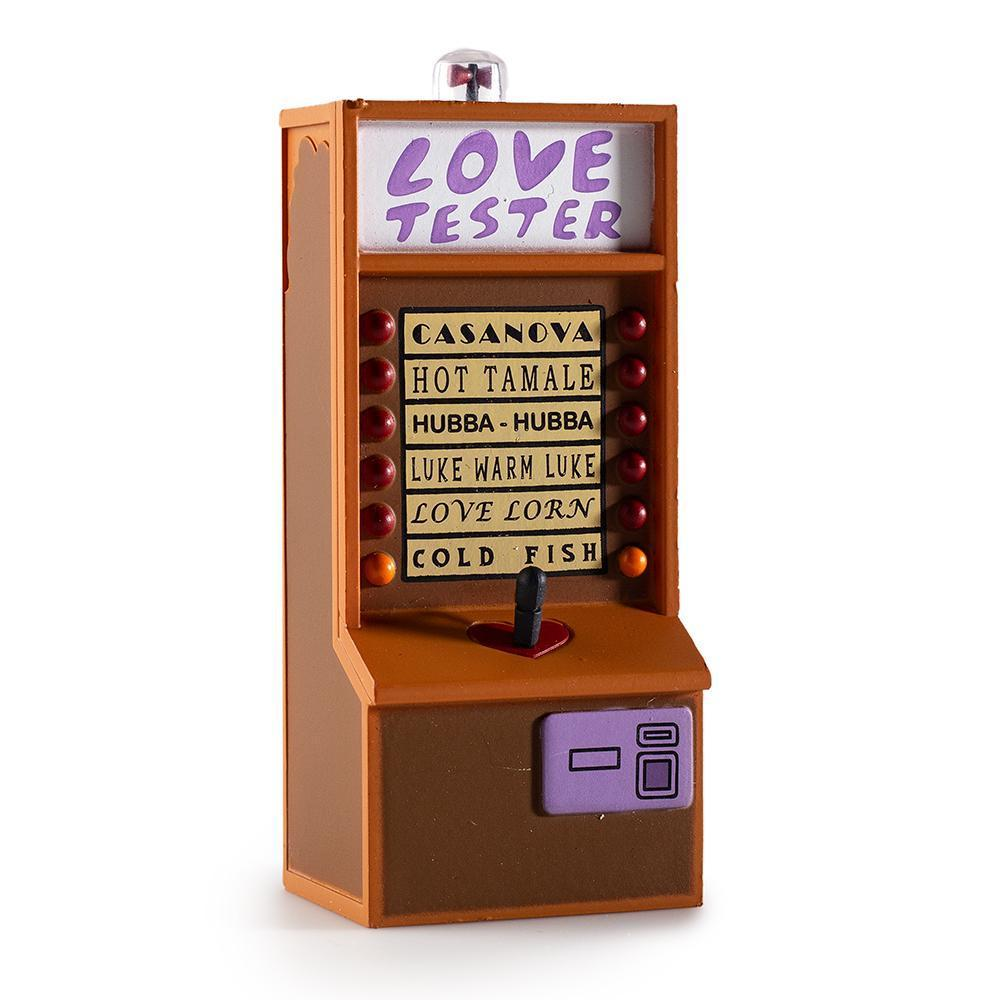 LOVE
TESTER
CASANOVA
HOT TAMALE
HUBBA - HUBBA
LUKE WARM LUKE
LOVE LORN
COLD FISH